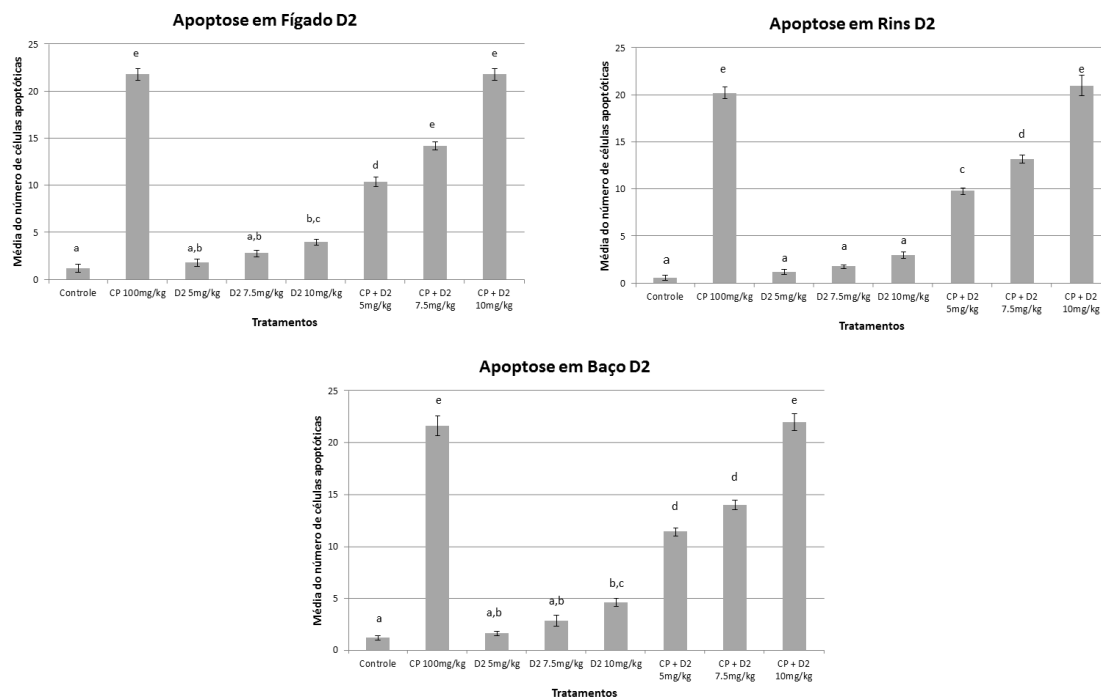 Apoptose em Fígado D2
Média do número de células apoptóticas
25
20
15
10
5
0
a
e
a,b
a,b
b,c
d
e
e
Controle
CP 100mg/kg
D2 5mg/kg
D2 7.5mg/kg
D2 10mg/kg
CP + D2
5mg/kg
CP + D2
7.5mg/kg
CP + D2
10mg/kg
Tratamentos
Apoptose em Rins D2
Média do número de células apoptóticas
25
20
15
10
5
0
a
e
a
a
a
c
d
e
Controle
CP 100mg/kg
D2 5mg/kg
D2 7.5mg/kg
D2 10mg/kg
CP + D2
5mg/kg
CP + D2
7.5mg/kg
CP + D2
10mg/kg
Tratamentos
Apoptose em Baço D2
Média do número de células apoptóticas
25
20
15
10
5
0
a
e
a,b
a,b
b,c
d
d
e
Controle
CP 100mg/kg
D2 5mg/kg
D2 7.5mg/kg
D2 10mg/kg
CP + D2
5mg/kg
CP + D2
7.5mg/kg
CP + D2
10mg/kg
Tratamentos